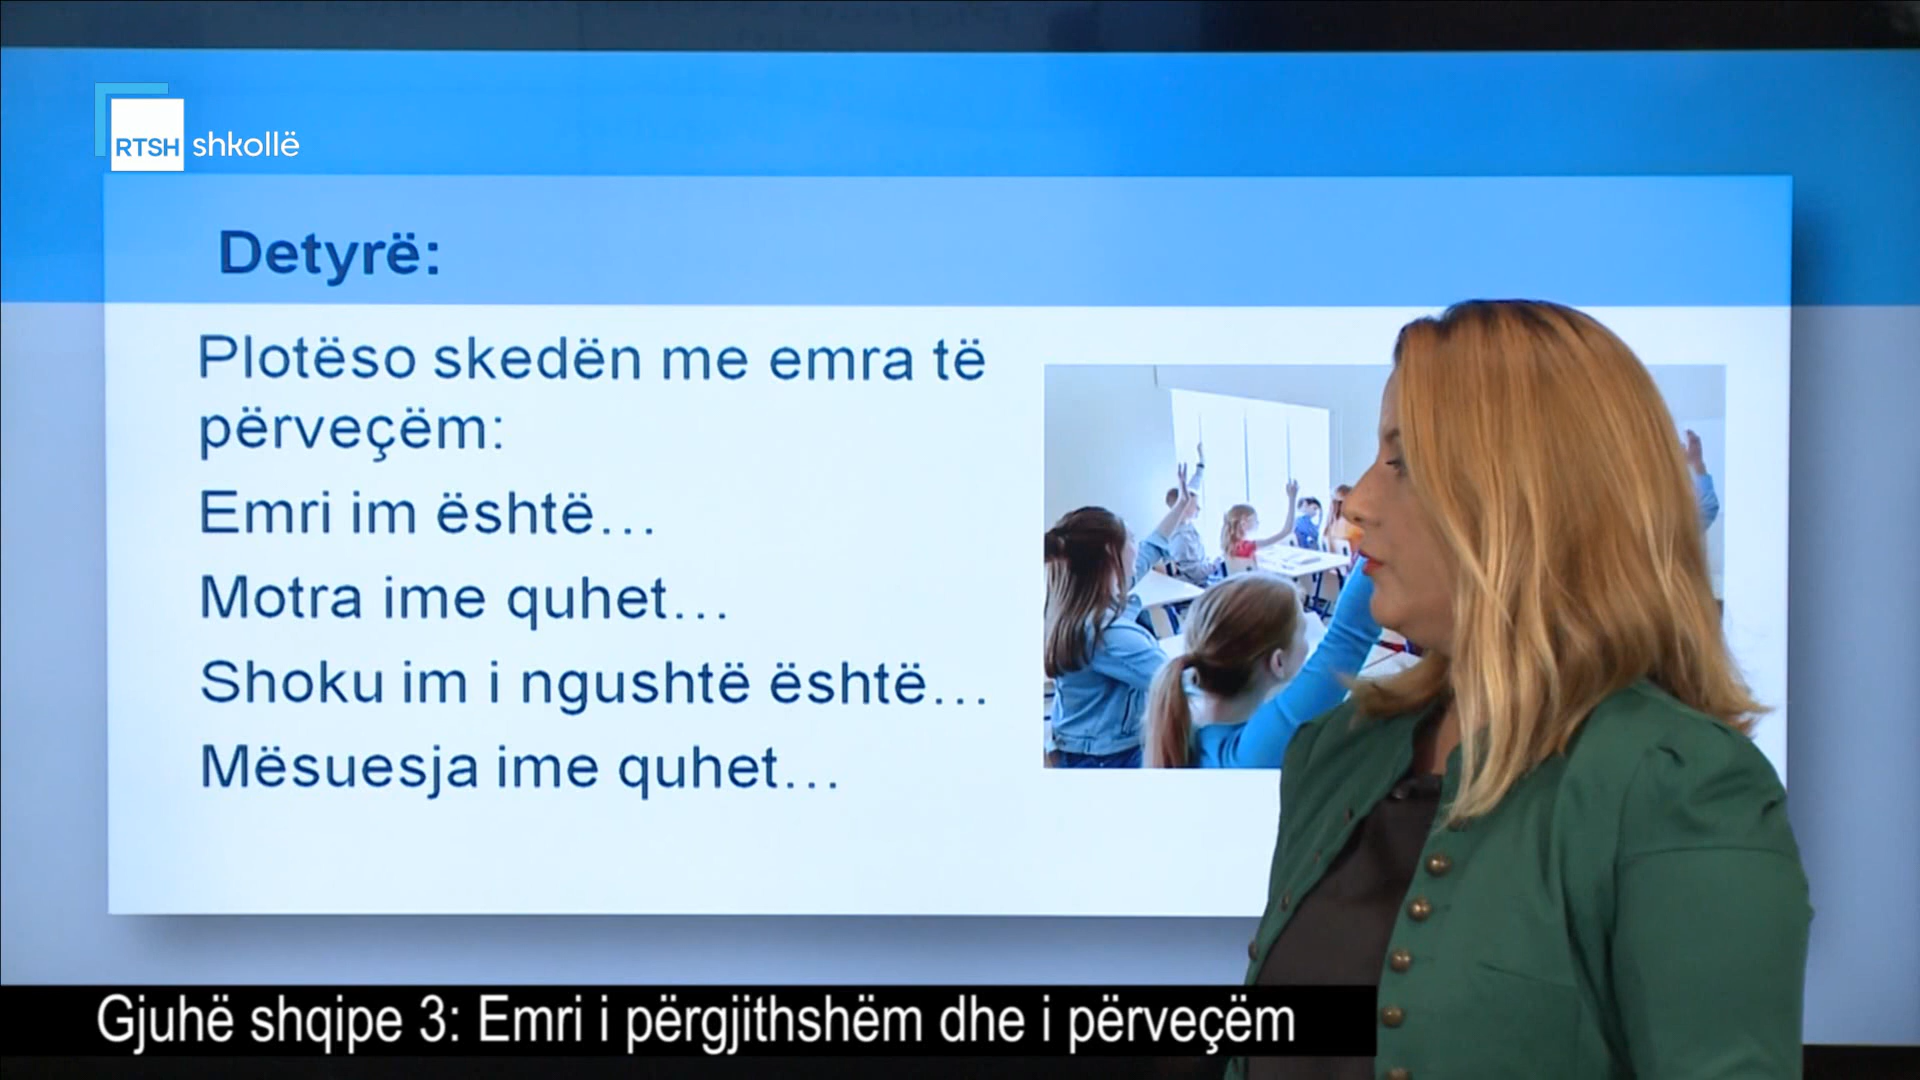 RTSH shkollë
Detyrë:
Plotëso skedën me emra të
përveçëm:
Emri im është...
Motra ime quhet...
Shoku im i ngushtë është...
Mësuesja ime quhet...
Gjuhë shqipe 3: Emri i përgjithshëm dhe i përveçëm